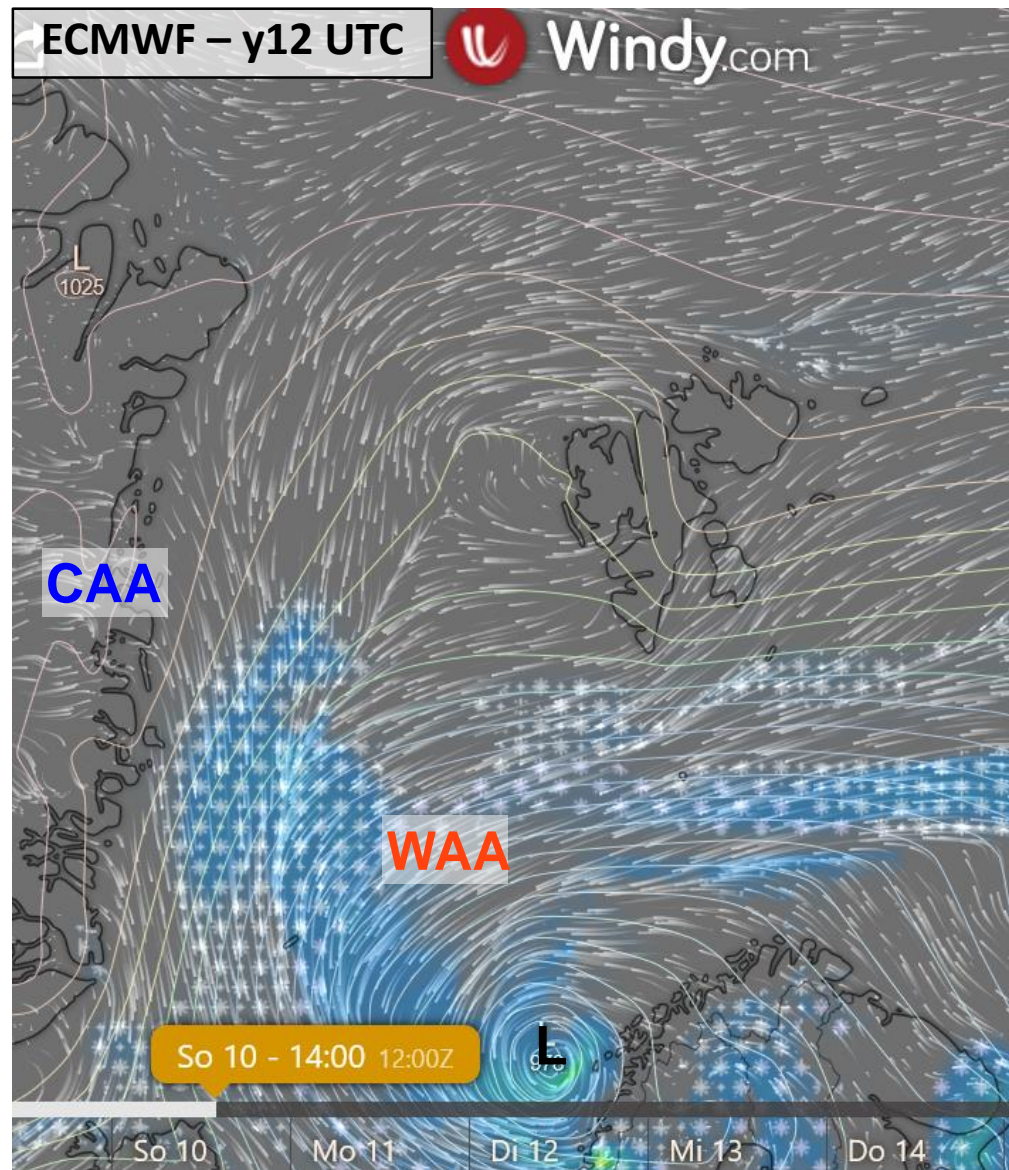 ECMWF – y12 UTC
Windy.com
L
1025
CAA
WAA
L
So 10 - 14:00 12:00Z
So 10 Mo 11 Di 12 Mi 13 Do 14